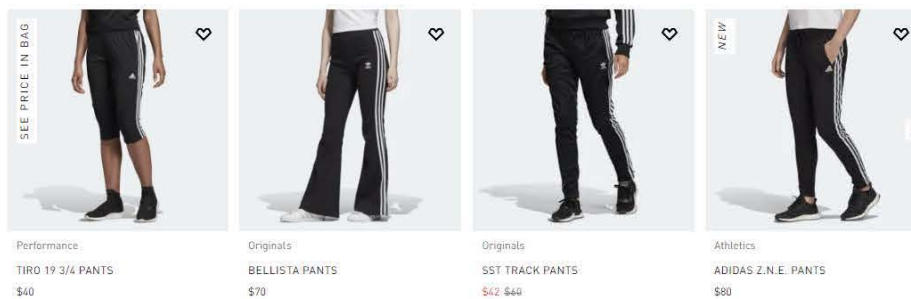 SEE PRICE IN BAG
NEW
Performance
TIRO 19 3/4 PANTS
$40
Originals
BELLISTA PANTS
$70
Originals
SST TRACK PANTS
$42 $60
Athletics
ADIDAS Z.N.E. PANTS
$80